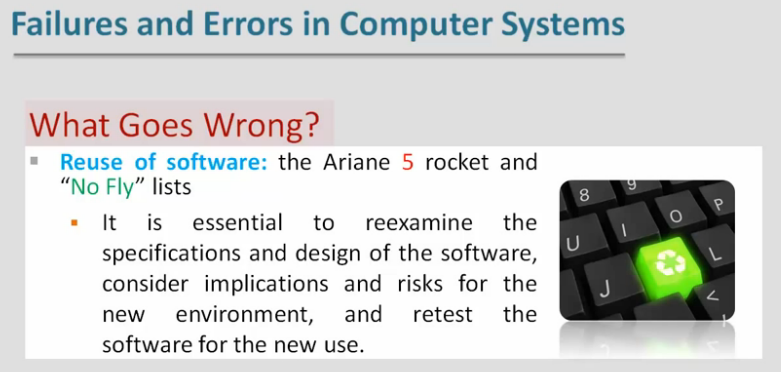 Failures and Errors in Computer Systems
What Goes Wrong?
Reuse of software: the Ariane 5 rocket and
“No Fly” lists
It is essential to reexamine the
specifications and design of the software,
consider implications and risks for the
new environment, and retest the
software for the new use.
8 9
U I O P
J L
<